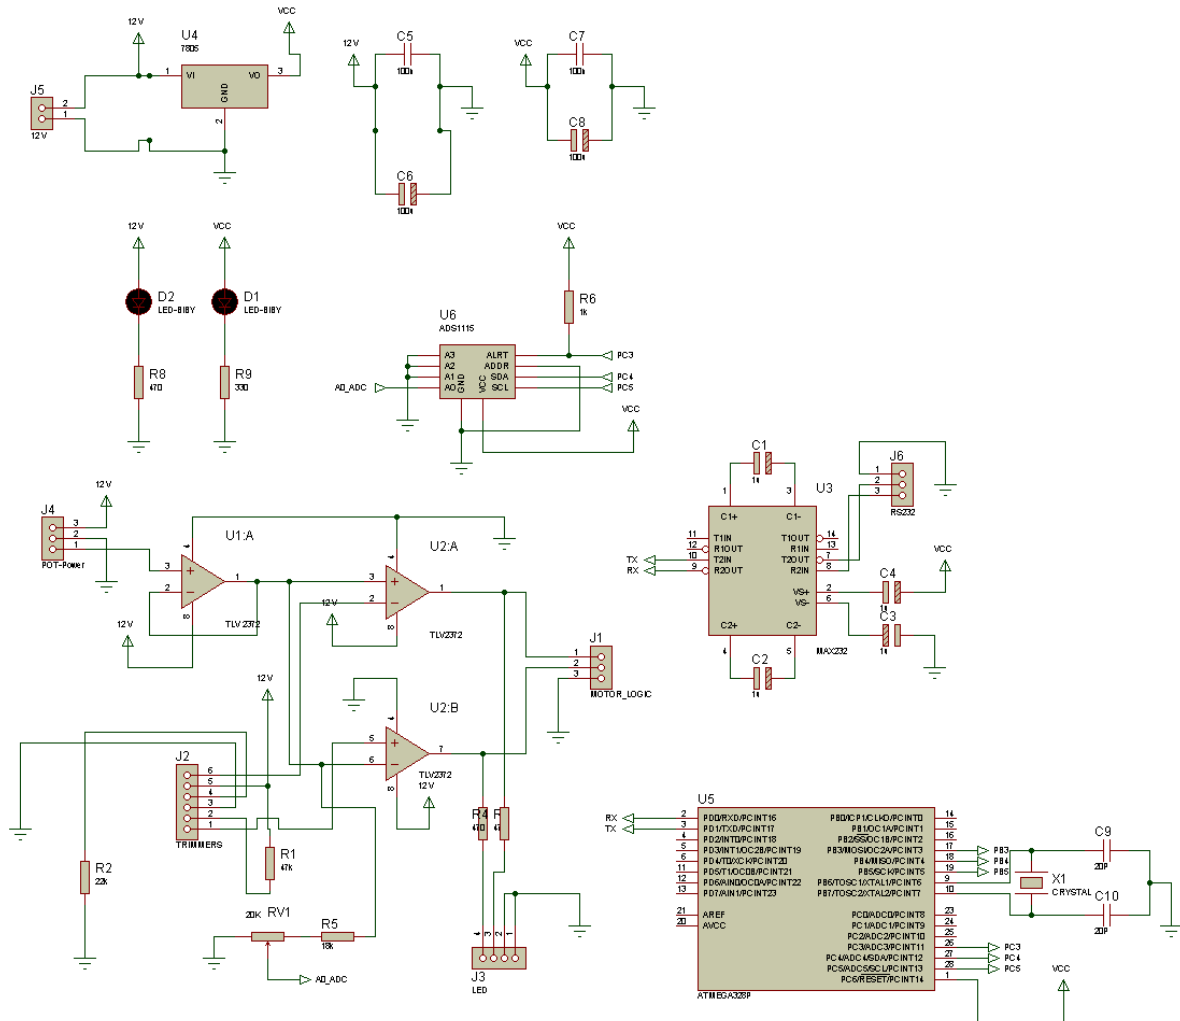 12V
VCC
U4
7805
1
VI
VO
3
GND
2
J5
2
1
12V
12V
C5
100n
C6
100n
VCC
C7
100n
C8
100n
12V
VCC
D2
LED-BIBY
D1
LED-BIBY
R8
470
R9
330
VCC
R6
1k
U6
ADS1115
A3
A2
A1
A0
ALRT
ADDR
SDA
SCL
GND
VCC
A0_ADC
PC3
PC4
PC5
VCC
C1
1u
1
3
U3
C1+
C1-
11
T1IN
12
R1OUT
10
T2IN
9
R2OUT
T1OUT
14
R1IN
13
T2OUT
7
R2IN
8
VS+
2
VS-
6
C2+
C2-
4
5
MAX232
C2
1u
TX
RX
J6
1
2
3
RS232
VCC
C4
1u
C3
1u
J4
3
2
1
POT-Power
12V
U1:A
4
3
2
1
8
TLV2372
12V
U2:A
4
3
2
1
8
TLV2372
12V
U2:B
4
5
6
7
8
TLV2372
12V
J1
1
2
3
MOTOR_LOGIC
12V
J2
6
5
4
3
2
1
TRIMMERS
R2
22k
R1
47k
20K
RV1
R5
18k
A0_ADC
R4
470
4
3
2
1
J3
LED
U5
RX
TX
2
PD0/RXD/PCINT16
3
PD1/TXD/PCINT17
4
PD2/INT0/PCINT18
5
PD3/INT1/OC2B/PCINT19
6
PD4/T0/XCK/PCINT20
11
PD5/T1/OC0B/PCINT21
12
PD6/AIN0/OC0A/PCINT22
13
PD7/AIN1/PCINT23
21
AREF
20
AVCC
PB0/ICP1/CLKO/PCINT0
14
PB1/OC1A/PCINT1
15
PB2/SS/OC1B/PCINT2
16
PB3/MOSI/OC2A/PCINT3
17
PB4/MISO/PCINT4
18
PB5/SCK/PCINT5
19
PB6/TOSC1/XTAL1/PCINT6
9
PB7/TOSC2/XTAL2/PCINT7
10
PC0/ADC0/PCINT8
23
PC1/ADC1/PCINT9
24
PC2/ADC2/PCINT10
25
PC3/ADC3/PCINT11
26
PC4/ADC4/SDA/PCINT12
27
PC5/ADC5/SCL/PCINT13
28
PC6/RESET/PCINT14
1
ATMEGA328P
PB3
PB4
PB5
PC3
PC4
PC5
C9
20P
X1
CRYSTAL
C10
20P
VCC